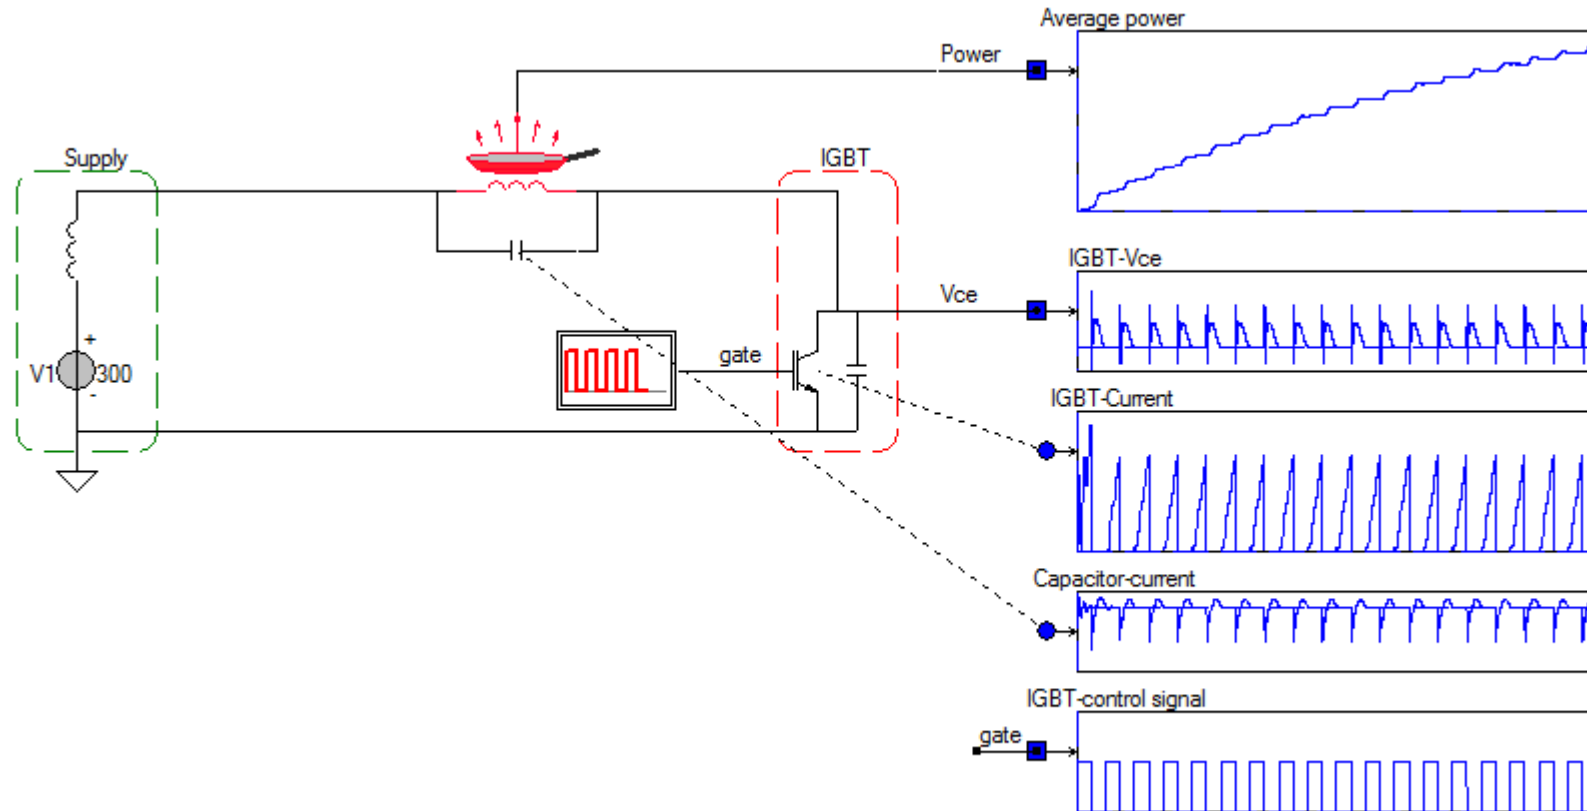 Average power
Power
Supply
IGBT
IGBT-Vce
Vce
+
gate
V1
300
-
IGBT-Current
Capacitor-current
IGBT-control signal
gate